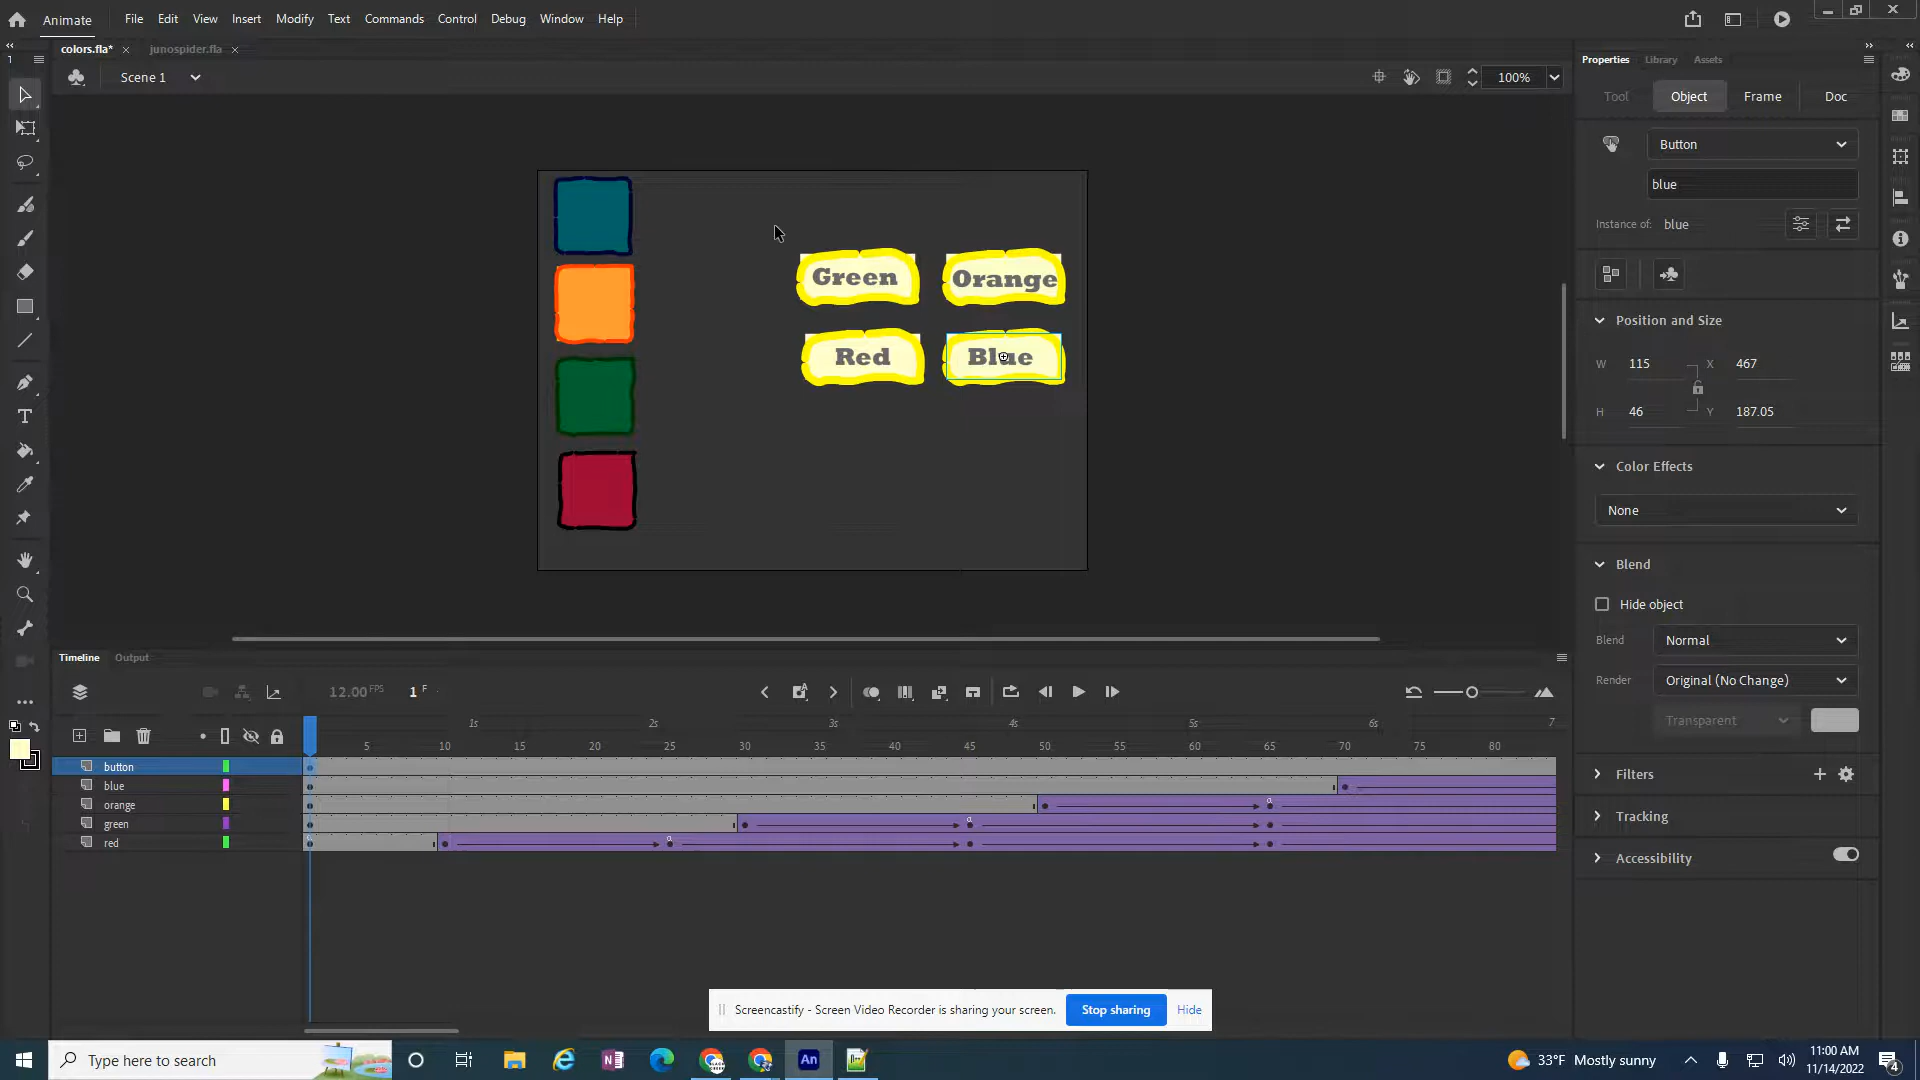 Animate File Edit View Insert Modify Text Commands Control Debug Window Help
colors.fla* × junospider.fla ×
1
Scene 1
100%
Properties Library Assets
Tool Object Frame Doc
Button
blue
Instance of: blue
Green Orange
Red Blue
Position and Size
W 115 X 467
H 46 Y 187.05
Color Effects
None
Blend
Hide object
Blend Normal
Render Original (No Change)
Transparent
Filters
Tracking
Accessibility
Timeline Output
12.00 FPS 1 F
1s 2s 3s 4s 5s 6s 7
5 10 15 20 25 30 35 40 45 50 55 60 65 70 75 80
button
blue
orange
green
red
Screencastify - Screen Video Recorder is sharing your screen. Stop sharing Hide
Type here to search
An
33°F Mostly sunny
11:00 AM
11/14/2022
4